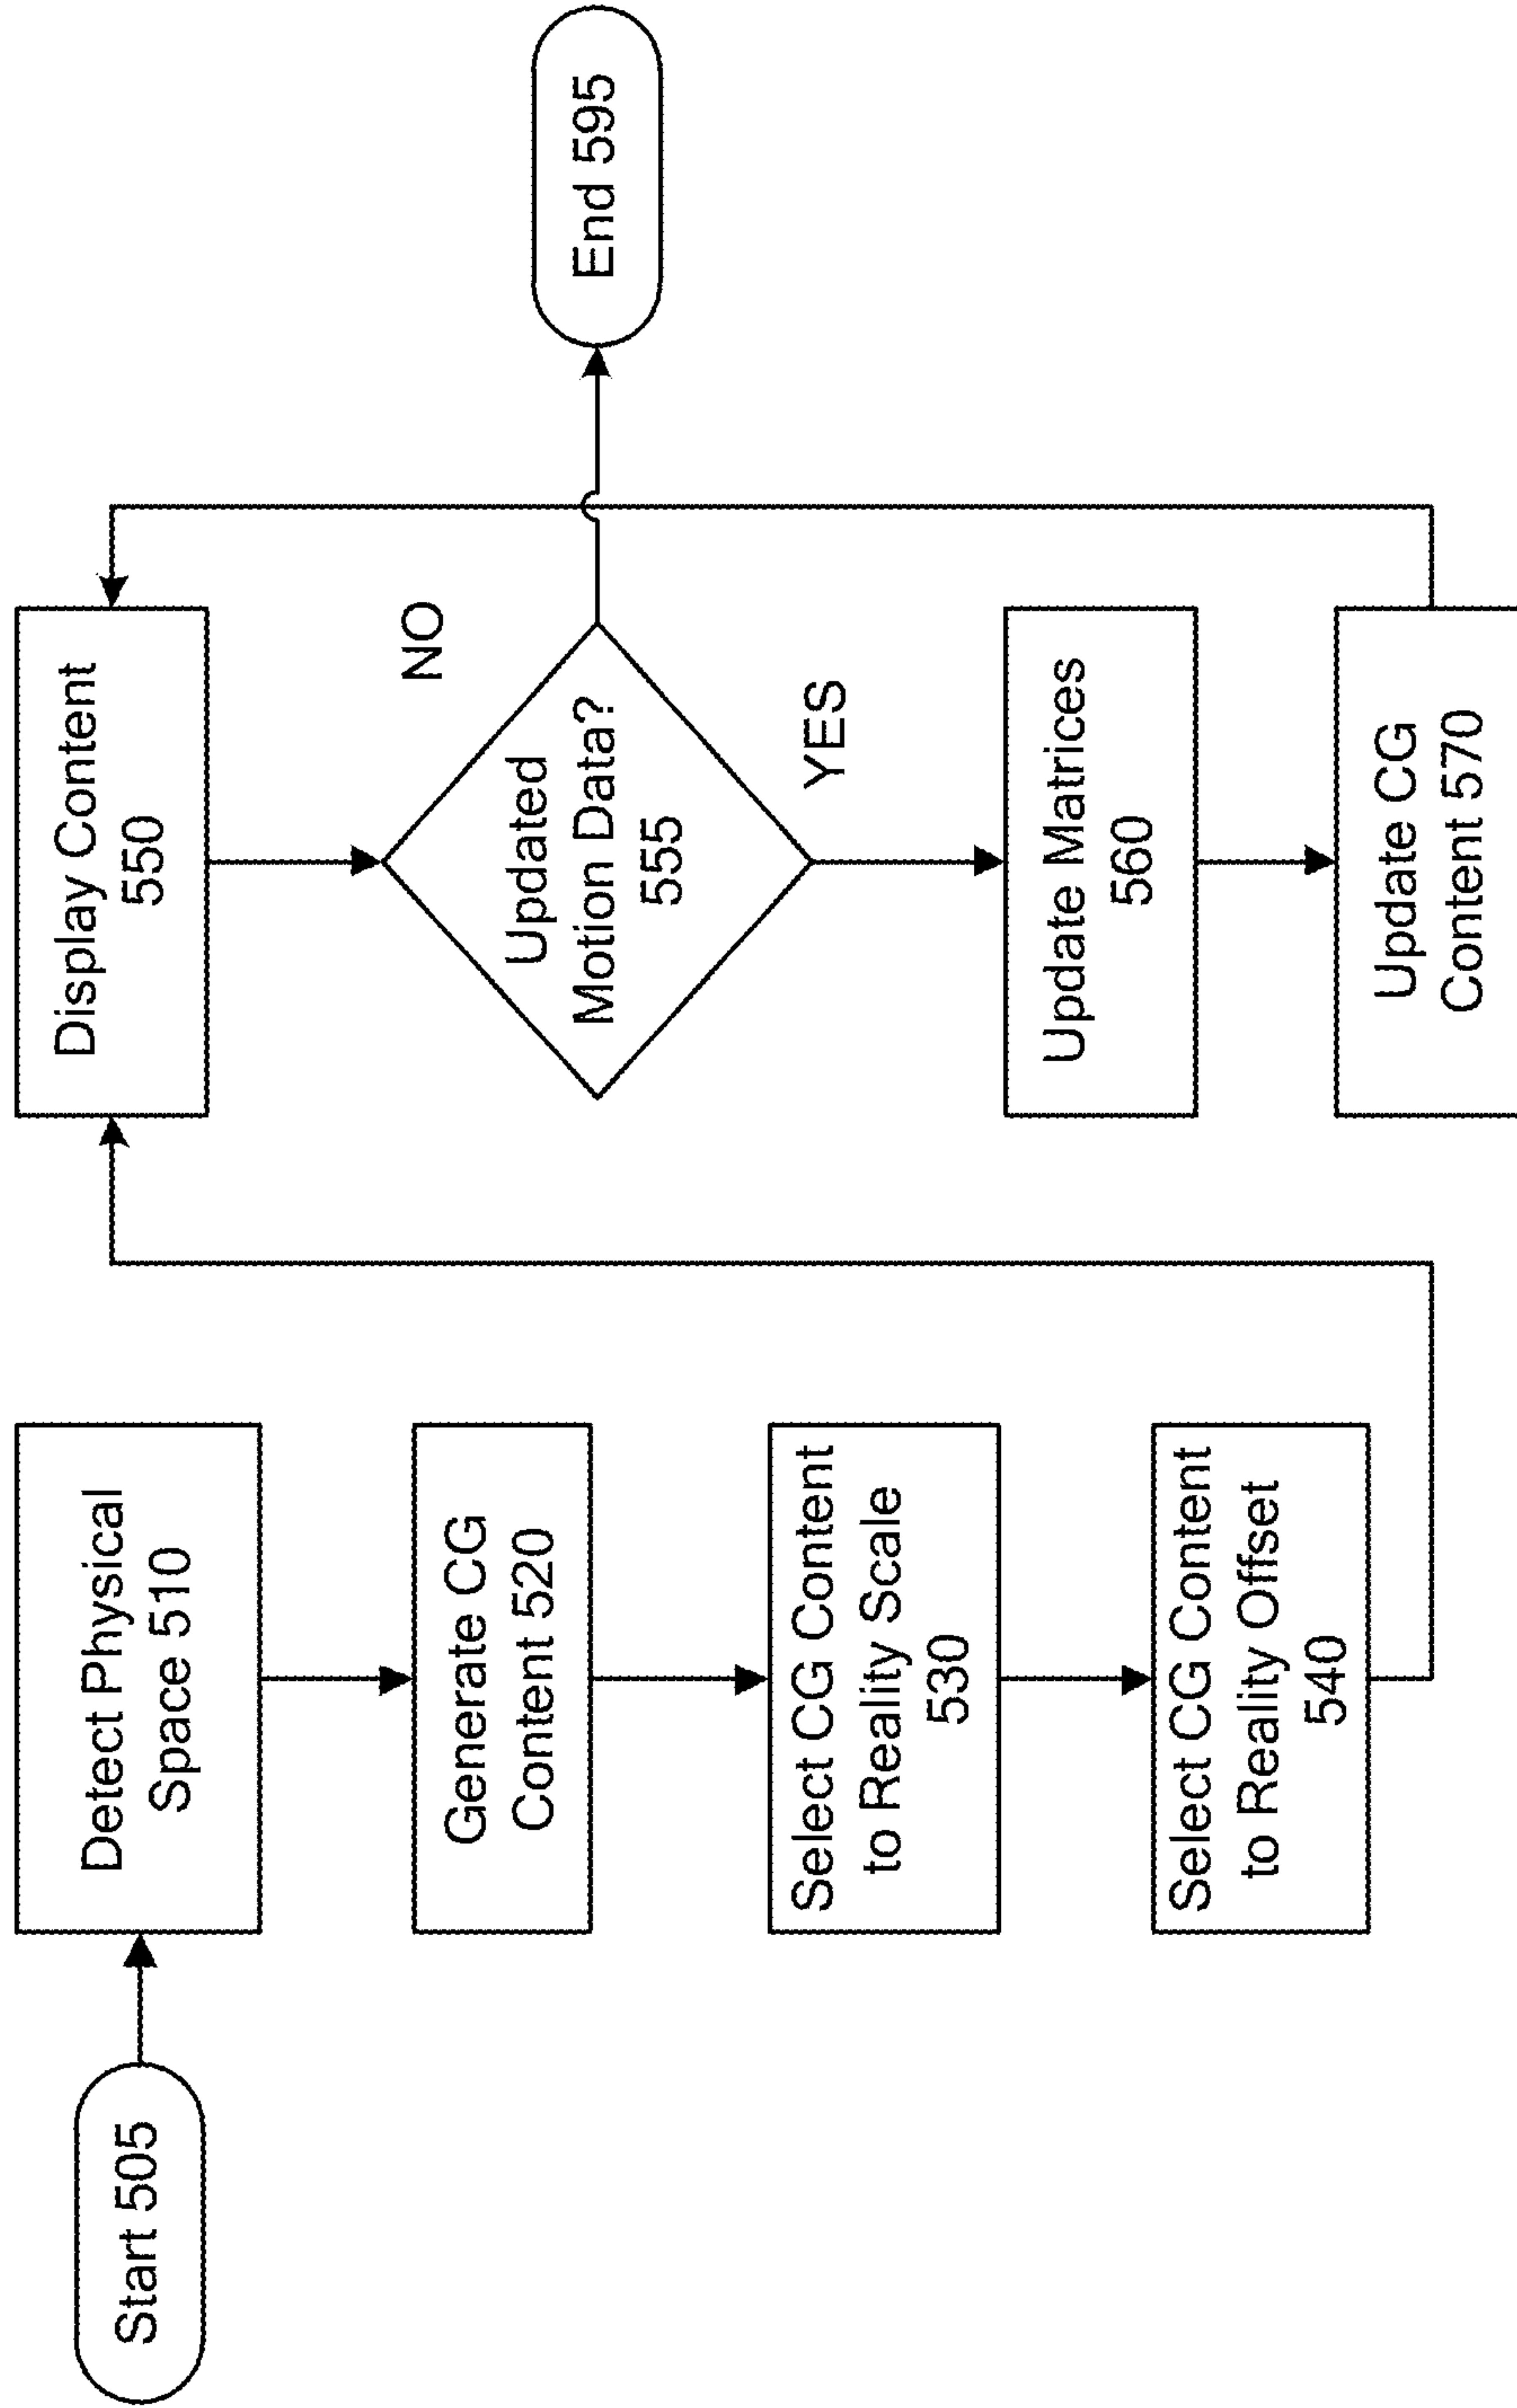 Start 505
Detect Physical
Space 510
Generate CG
Content 520
Select CG Content
to Reality Scale
530
Select CG Content
to Reality Offset
540
Display Content
550
Updated
Motion Data?
555
NO
YES
Update Matrices
560
Update CG
Content 570
End 595